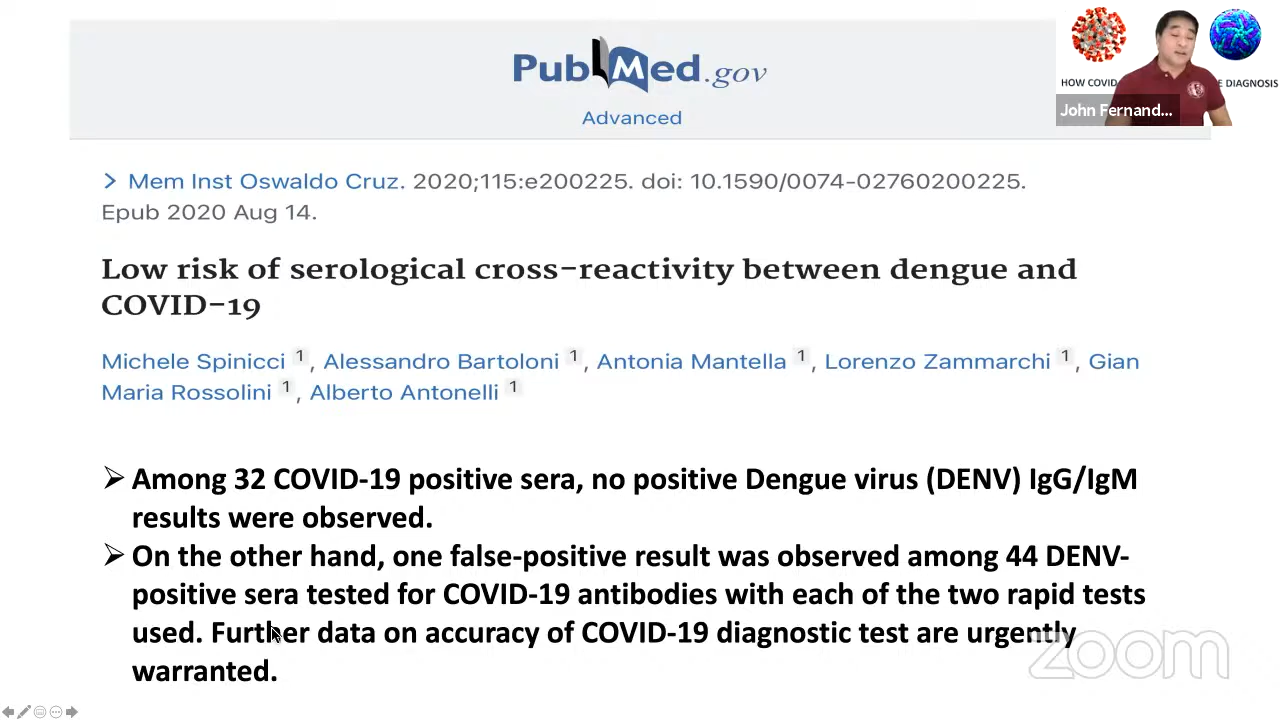 PubMed.gov
Advanced
HOW COVID
E DIAGNOSIS
John Fernand...
> Mem Inst Oswaldo Cruz. 2020;115:e200225. doi: 10.1590/0074-02760200225.
Epub 2020 Aug 14.
Low risk of serological cross-reactivity between dengue and
COVID-19
Michele Spinicci 1, Alessandro Bartoloni 1, Antonia Mantella 1, Lorenzo Zammarchi 1, Gian
Maria Rossolini 1, Alberto Antonelli 1
➢ Among 32 COVID-19 positive sera, no positive Dengue virus (DENV) IgG/IgM
results were observed.
➢ On the other hand, one false-positive result was observed among 44 DENV-
positive sera tested for COVID-19 antibodies with each of the two rapid tests
used. Further data on accuracy of COVID-19 diagnostic test are urgently
warranted.
zoom